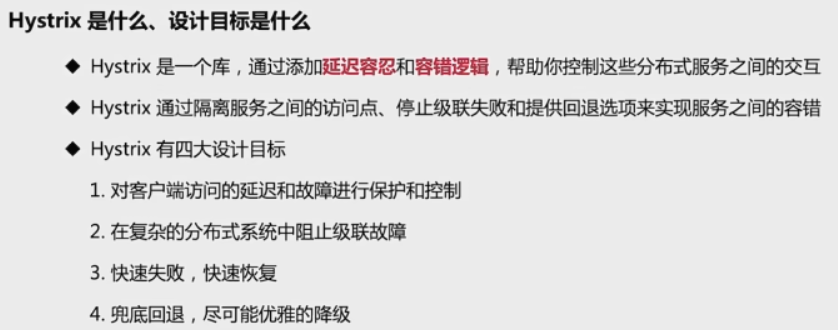 Hystrix 是什么、设计目标是什么
◆ Hystrix 是一个库，通过添加延迟容忍和容错逻辑，帮助你控制这些分布式服务之间的交互
◆ Hystrix 通过隔离服务之间的访问点、停止级联失败和提供回退选项来实现服务之间的容错
◆ Hystrix 有四大设计目标
1. 对客户端访问的延迟和故障进行保护和控制
2. 在复杂的分布式系统中阻止级联故障
3. 快速失败，快速恢复
4. 兜底回退，尽可能优雅的降级